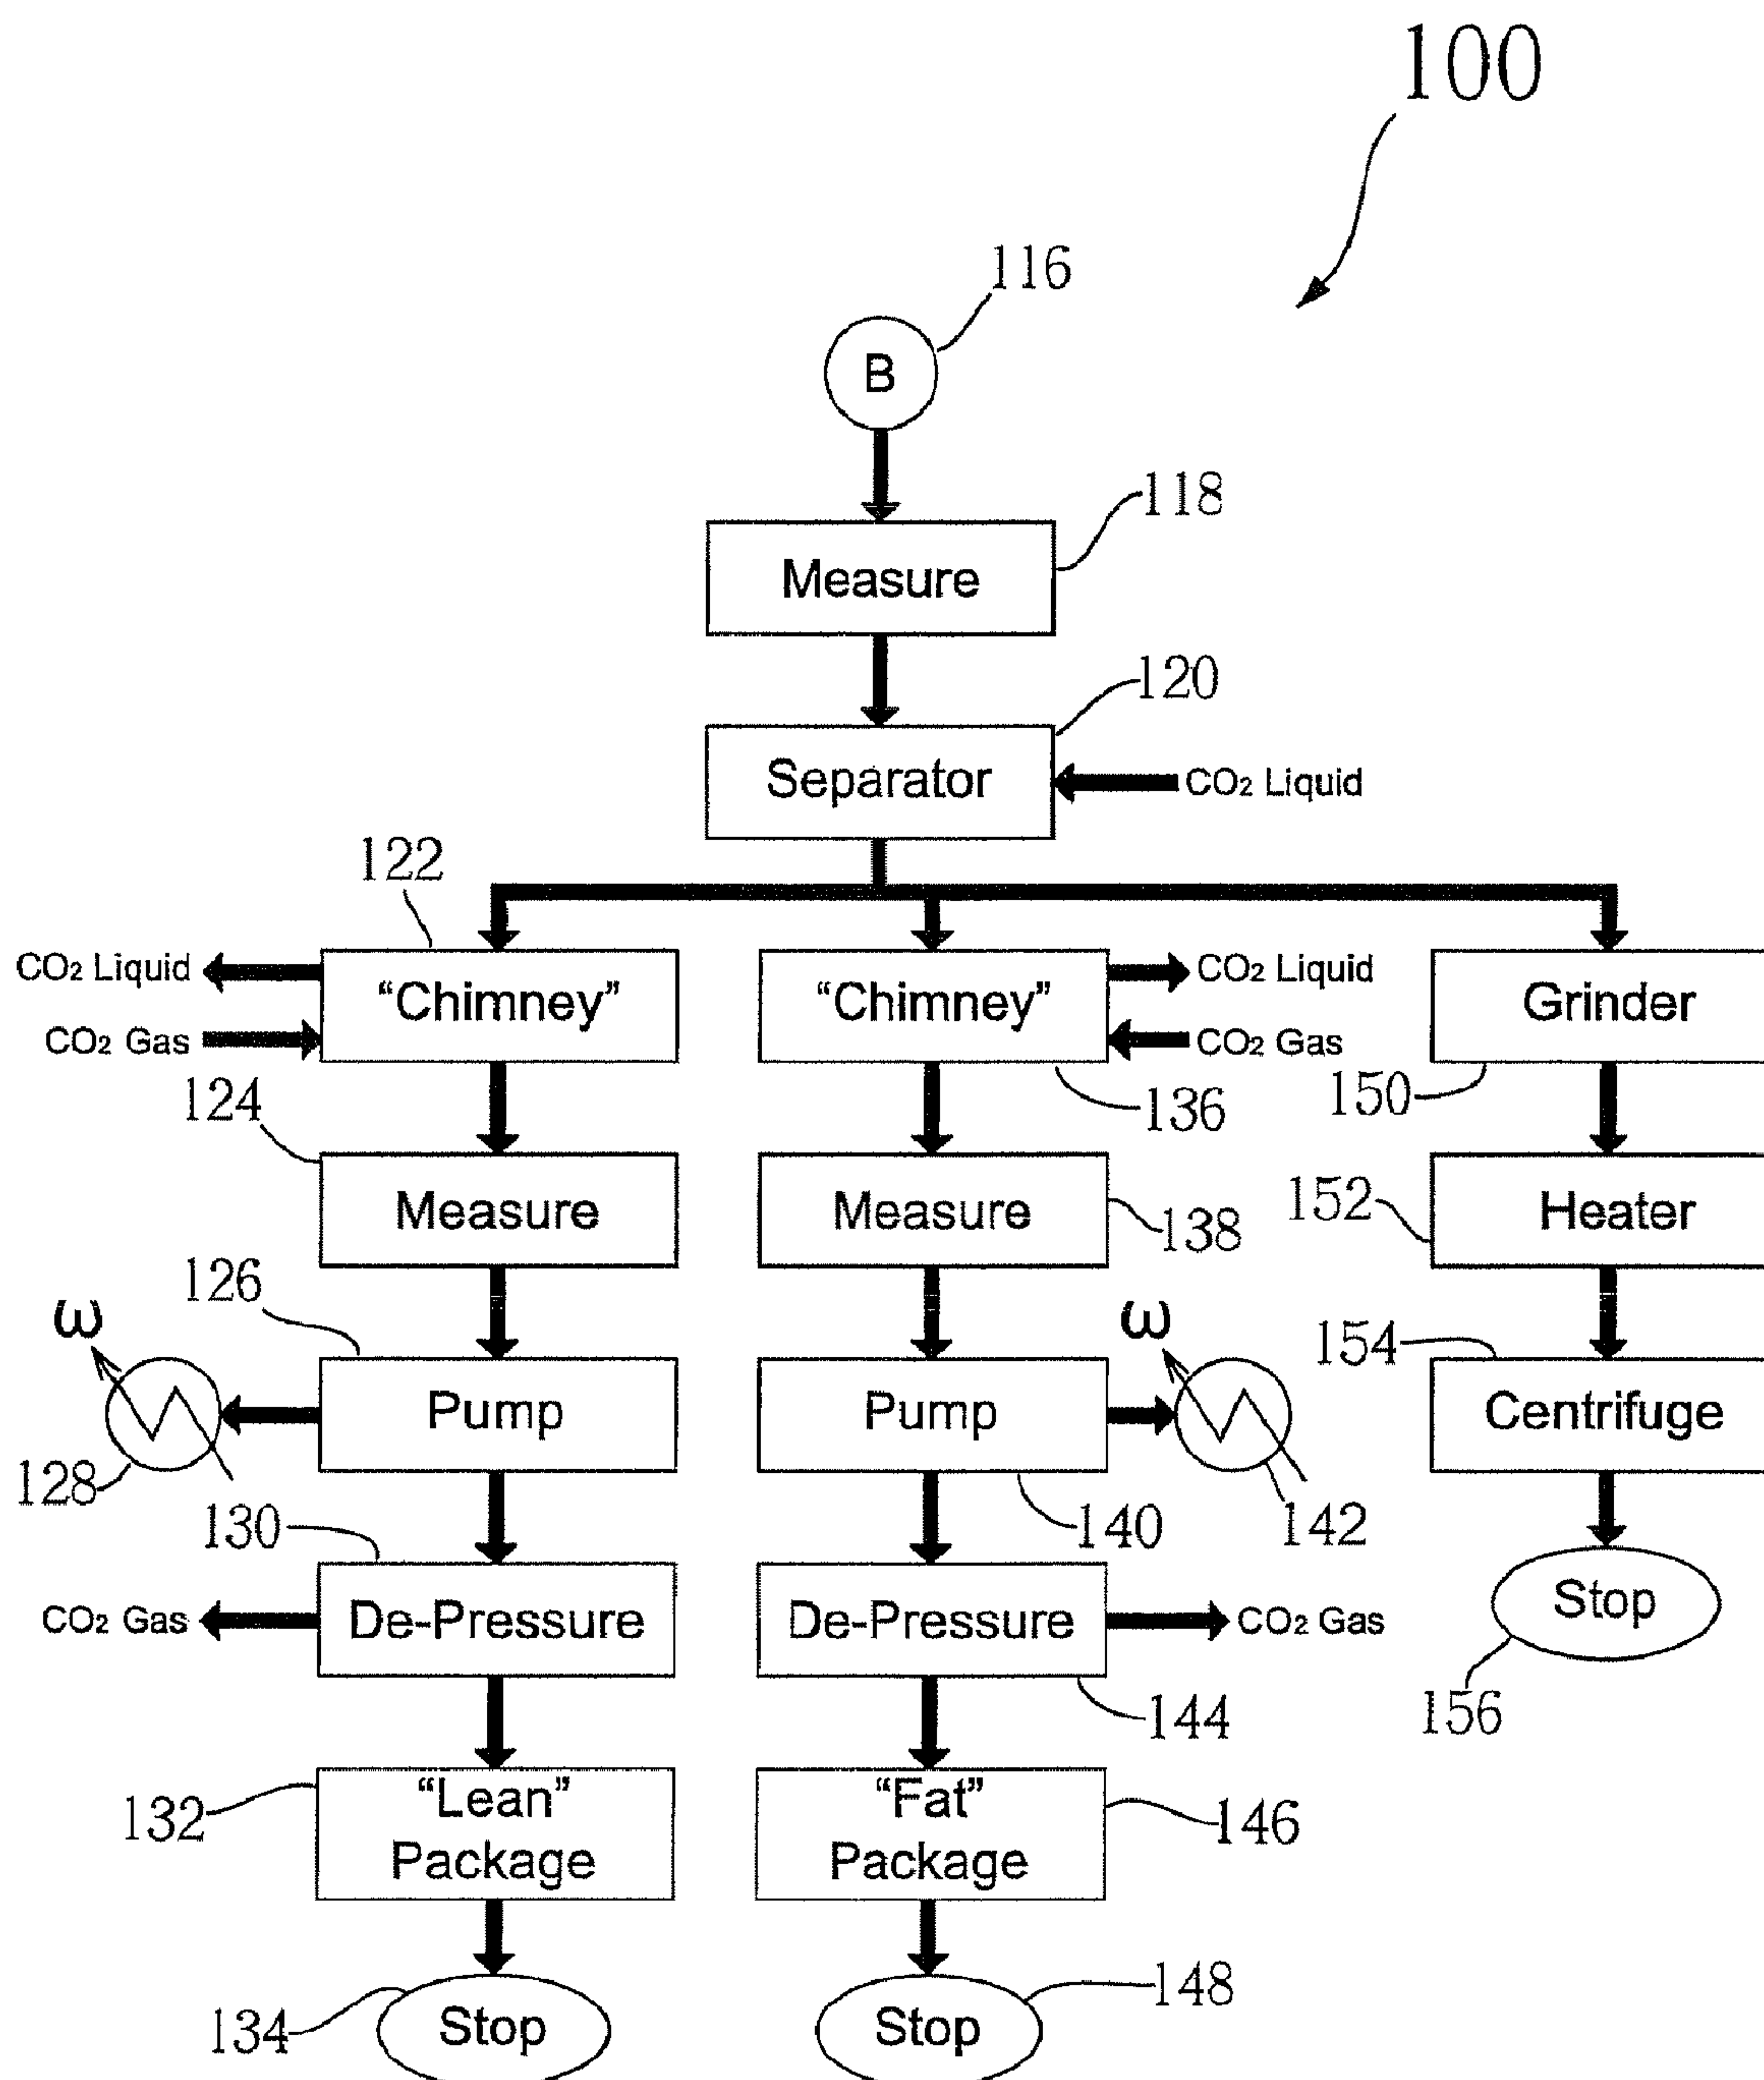 100
116
B
118
Measure
120
Separator
CO₂ Liquid
122
CO₂ Liquid
“Chimney”
CO₂ Gas
“Chimney”
CO₂ Liquid
CO₂ Gas
Grinder
124
136
150
Measure
Measure
138
152
Heater
126
ω
Pump
128
Pump
ω
142
140
154
Centrifuge
130
CO₂ Gas
De-Pressure
De-Pressure
CO₂ Gas
144
Stop
156
132
“Lean”
Package
“Fat”
Package
146
134
Stop
Stop
148